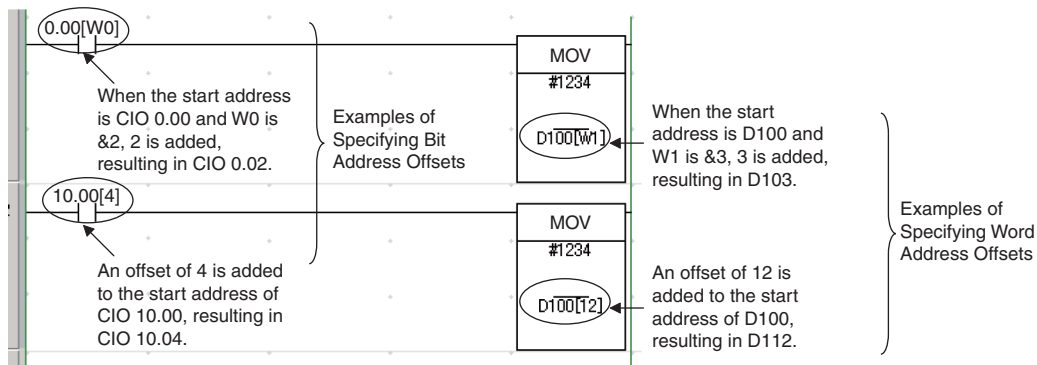 0.00[W0]
When the start address
is CIO 0.00 and W0 is
&2, 2 is added,
resulting in CIO 0.02.
Examples of
Specifying Bit
Address Offsets
MOV
#1234
D100[W1]
When the start
address is D100 and
W1 is &3, 3 is added,
resulting in D103.
10.00[4]
An offset of 4 is added
to the start address of
CIO 10.00, resulting in
CIO 10.04.
MOV
#1234
D100[12]
An offset of 12 is
added to the start
address of D100,
resulting in D112.
Examples of
Specifying Word
Address Offsets